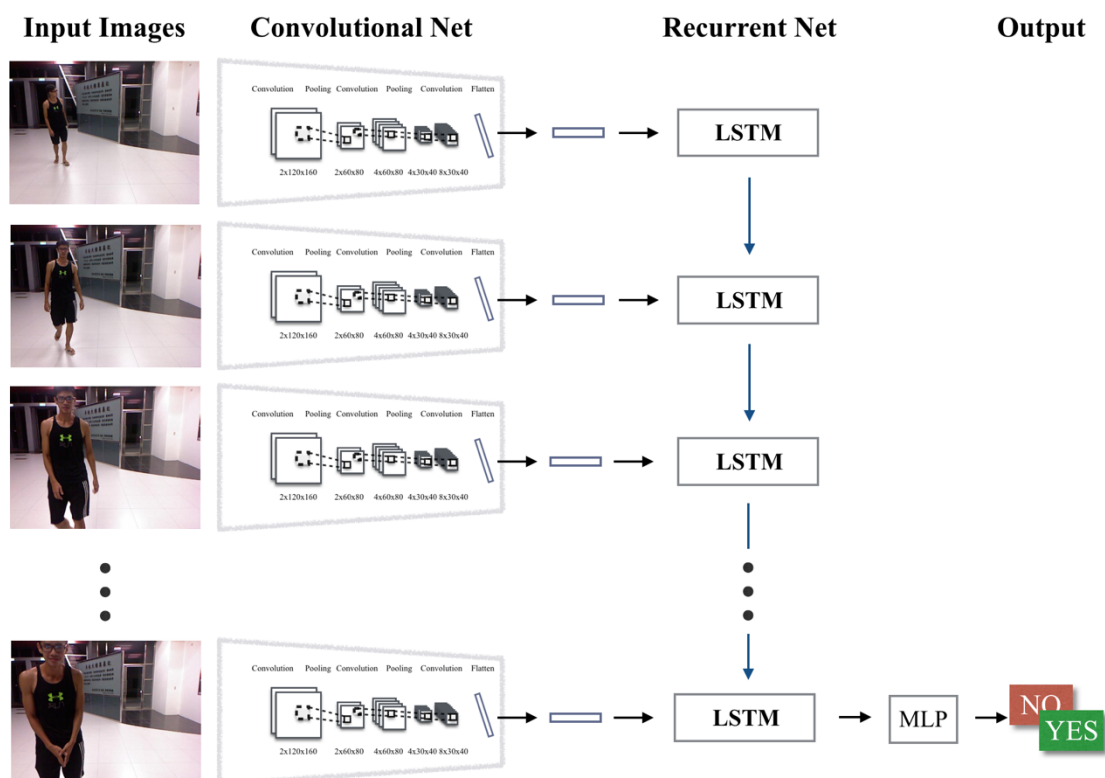 Input Images
Convolutional Net
Recurrent Net
Output
Convolution Pooling Convolution Pooling Convolution Flatten
2x120x160 2x60x80 4x60x80 4x30x40 8x30x40
LSTM
Convolution Pooling Convolution Pooling Convolution Flatten
2x120x160 2x60x80 4x60x80 4x30x40 8x30x40
LSTM
Convolution Pooling Convolution Pooling Convolution Flatten
2x120x160 2x60x80 4x60x80 4x30x40 8x30x40
LSTM
Convolution Pooling Convolution Pooling Convolution Flatten
2x120x160 2x60x80 4x60x80 4x30x40 8x30x40
LSTM
MLP
NO
YES